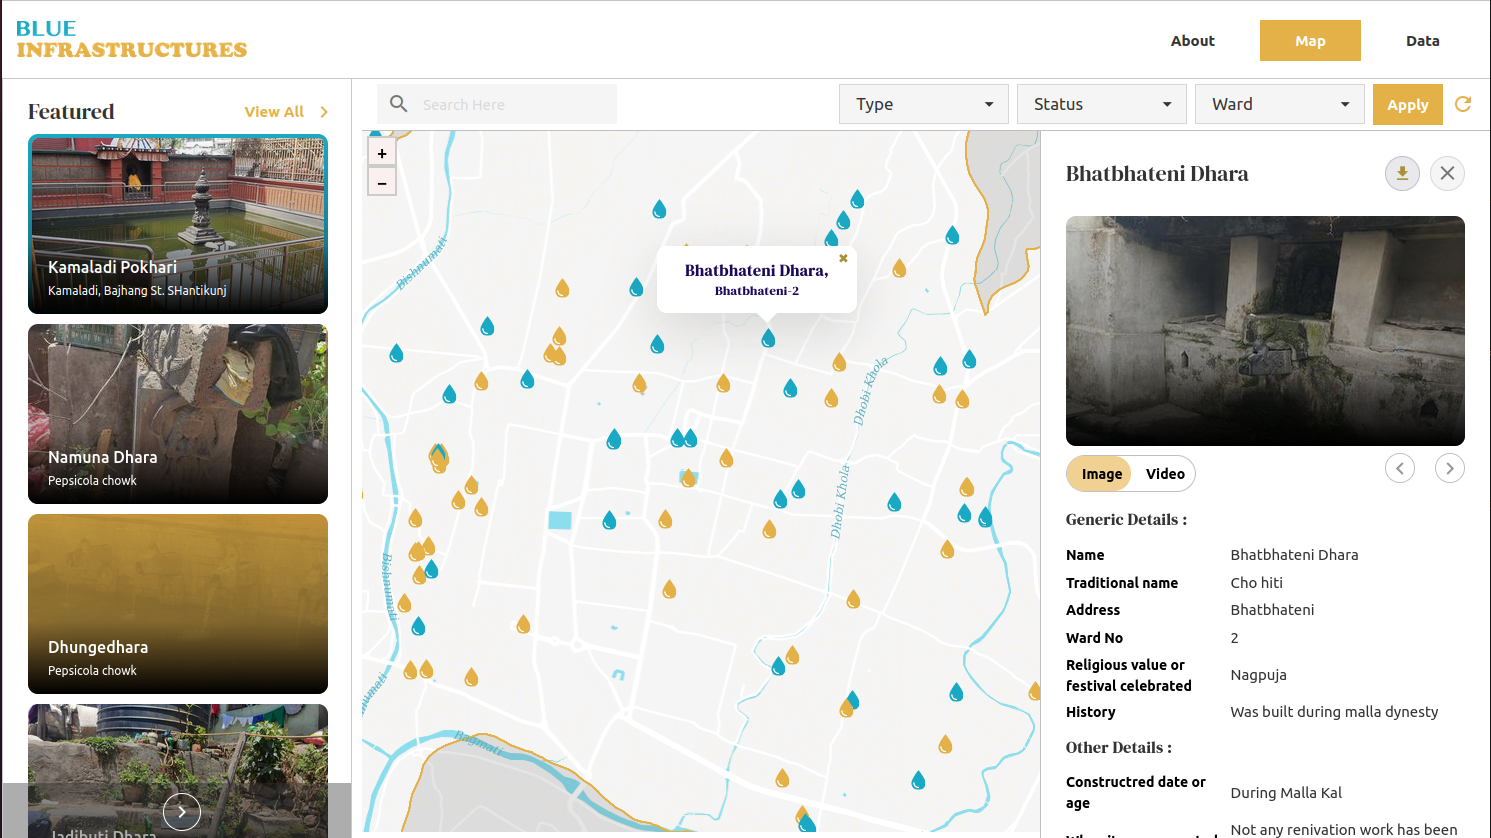 BLUE
INFRASTRUCTURES
About
Map
Data
Featured
View All
Search Here
Type
Status
Ward
Apply
Kamaladi Pokhari
Kamaladi, Bajhang St. SHantikunj
Namuna Dhara
Pepsicola chowk
Dhungedhara
Pepsicola chowk
Jadibuti Dhara
+
−
Bishnumati
Bhatbhateni Dhara,
Bhatbhateni-2
Dhobi Khola
Dhobi Khola
Bishnumati
Bagmati
Bhatbhateni Dhara
Image
Video
Generic Details :
Name
Bhatbhateni Dhara
Traditional name
Cho hiti
Address
Bhatbhateni
Ward No
2
Religious value or
festival celebrated
Nagpuja
History
Was built during malla dynesty
Other Details :
Constructred date or
age
During Malla Kal
Not any renivation work has been